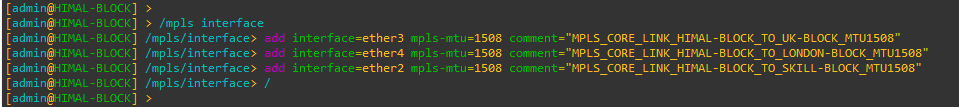 [admin@HIMAL-BLOCK] >
[admin@HIMAL-BLOCK] > /mpls interface
[admin@HIMAL-BLOCK] /mpls/interface> add interface=ether3 mpls-mtu=1508 comment="MPLS_CORE_LINK_HIMAL-BLOCK_TO_UK-BLOCK_MTU1508"
[admin@HIMAL-BLOCK] /mpls/interface> add interface=ether4 mpls-mtu=1508 comment="MPLS_CORE_LINK_HIMAL-BLOCK_TO_LONDON-BLOCK_MTU1508"
[admin@HIMAL-BLOCK] /mpls/interface> add interface=ether2 mpls-mtu=1508 comment="MPLS_CORE_LINK_HIMAL-BLOCK_TO_SKILL-BLOCK_MTU1508"
[admin@HIMAL-BLOCK] /mpls/interface> /
[admin@HIMAL-BLOCK] >